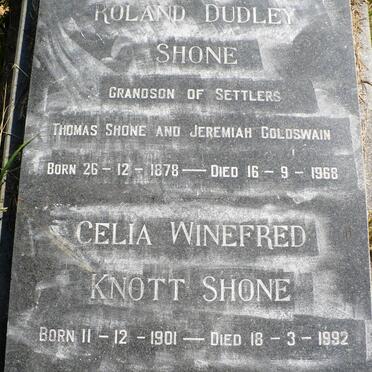 ROLAND DUDLEY
SHONE
GRANDSON OF SETTLERS
THOMAS SHONE AND JEREMIAH GOLDSWAIN
BORN 26 - 12 - 1878 — DIED 16 - 9 - 1968
CELIA WINEFRED
KNOTT SHONE
BORN 11 - 12 - 1901 — DIED 18 - 3 - 1992